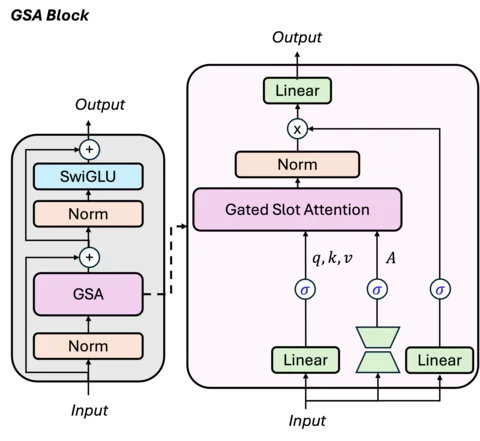 GSA Block
Output
+
SwiGLU
Norm
+
GSA
Norm
Input
Output
Linear
x
Norm
Gated Slot Attention
q, k, v
A
σ
σ
σ
Linear
Linear
Input